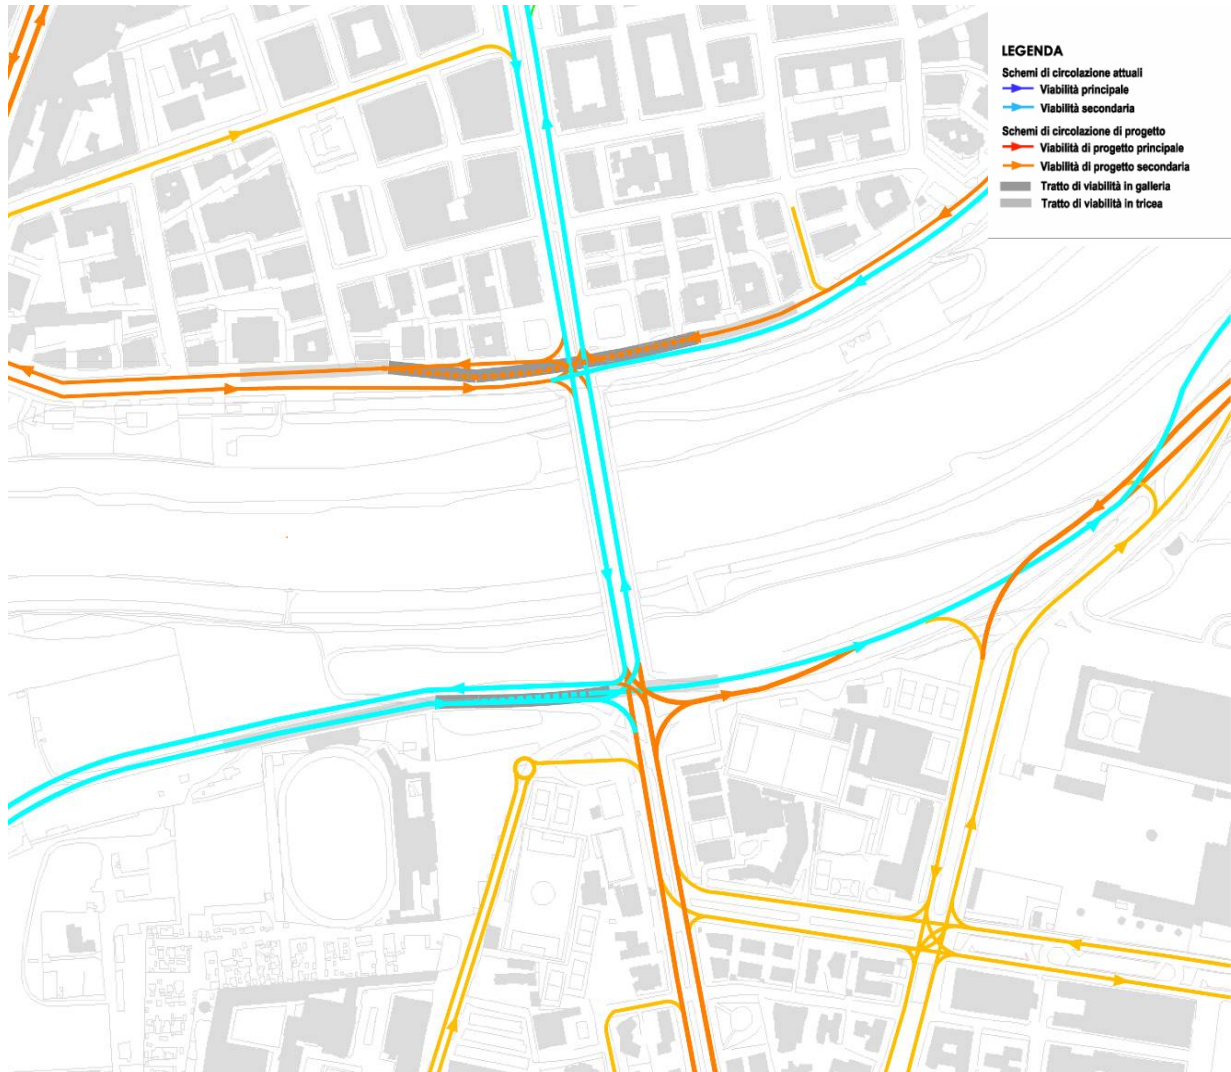 LEGENDA
Schemi di circolazione attuali
Viabilità principale
Viabilità secondaria
Schemi di circolazione di progetto
Viabilità di progetto principale
Viabilità di progetto secondaria
Tratto di viabilità in galleria
Tratto di viabilità in tricea